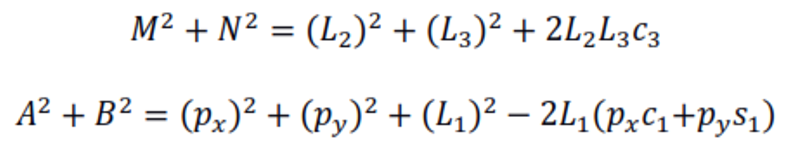 M² + N² = (L₂)² + (L₃)² + 2L₂L₃c₃
A² + B² = (pₓ)² + (p_y)² + (L₁)² − 2L₁(pₓc₁+p_ys₁)